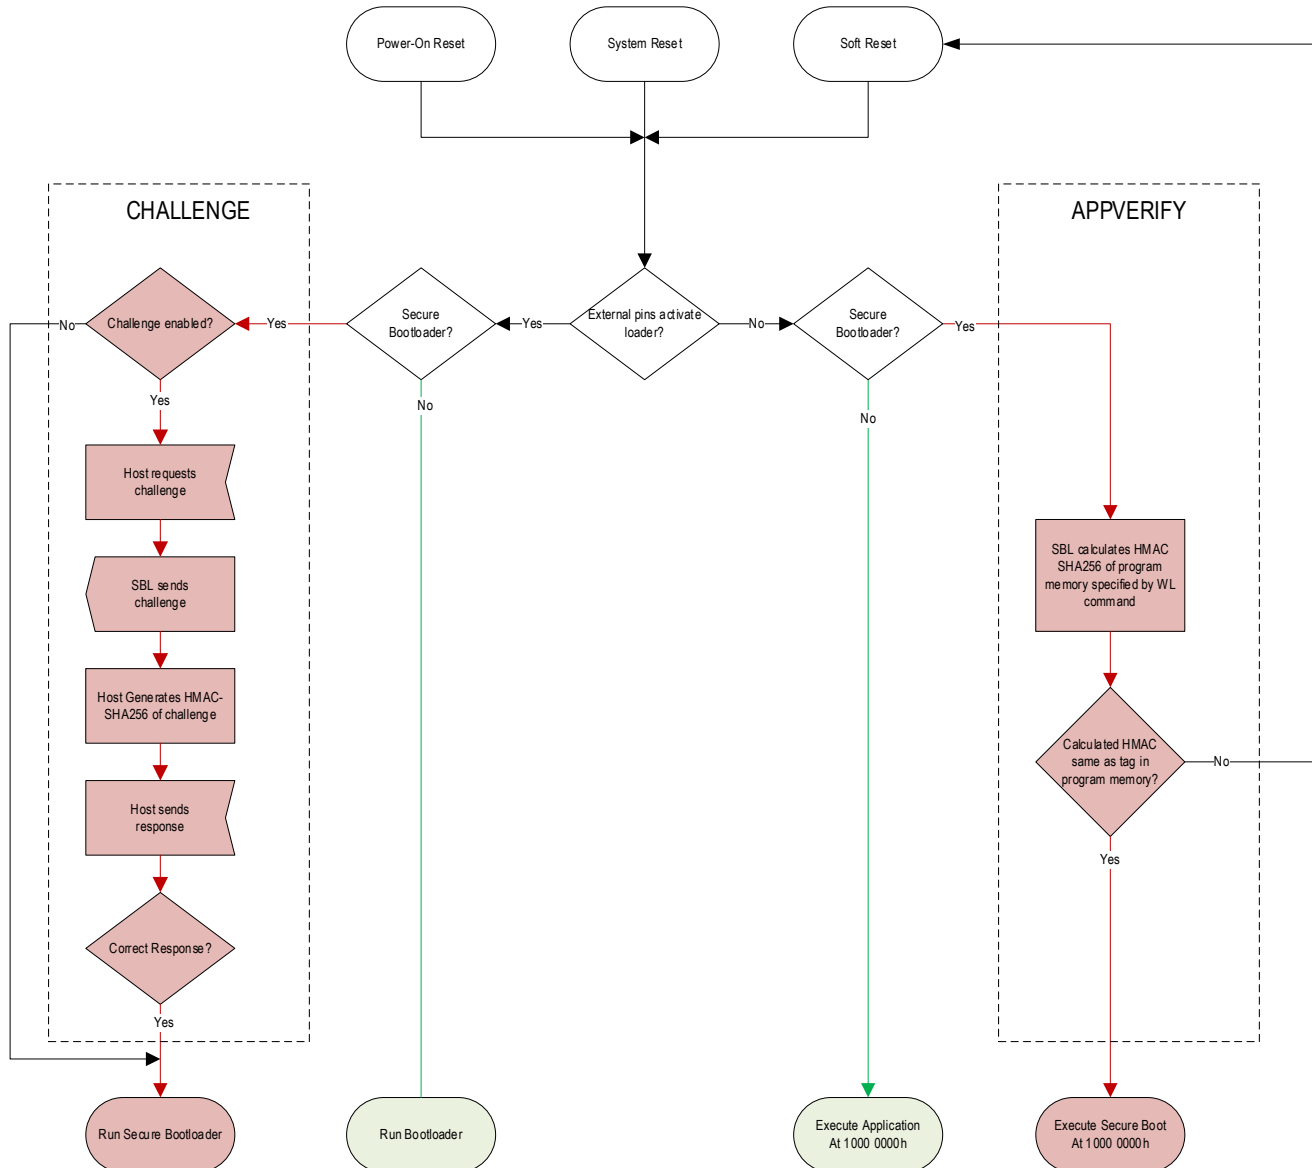 Power-On Reset
System Reset
Soft Reset
CHALLENGE
APPVERIFY
Challenge enabled?
No
Yes
Secure
Bootloader?
Yes
External pins activate
loader?
No
Secure
Bootloader?
Yes
Yes
No
No
Host requests
challenge
SBL sends
challenge
SBL calculates HMAC
SHA256 of program
memory specified by WL
command
Host Generates HMAC-
SHA256 of challenge
Calculated HMAC
same as tag in
program memory?
No
Host sends
response
Yes
Correct Response?
Yes
Run Secure Bootloader
Run Bootloader
Execute Application
At 1000 0000h
Execute Secure Boot
At 1000 0000h